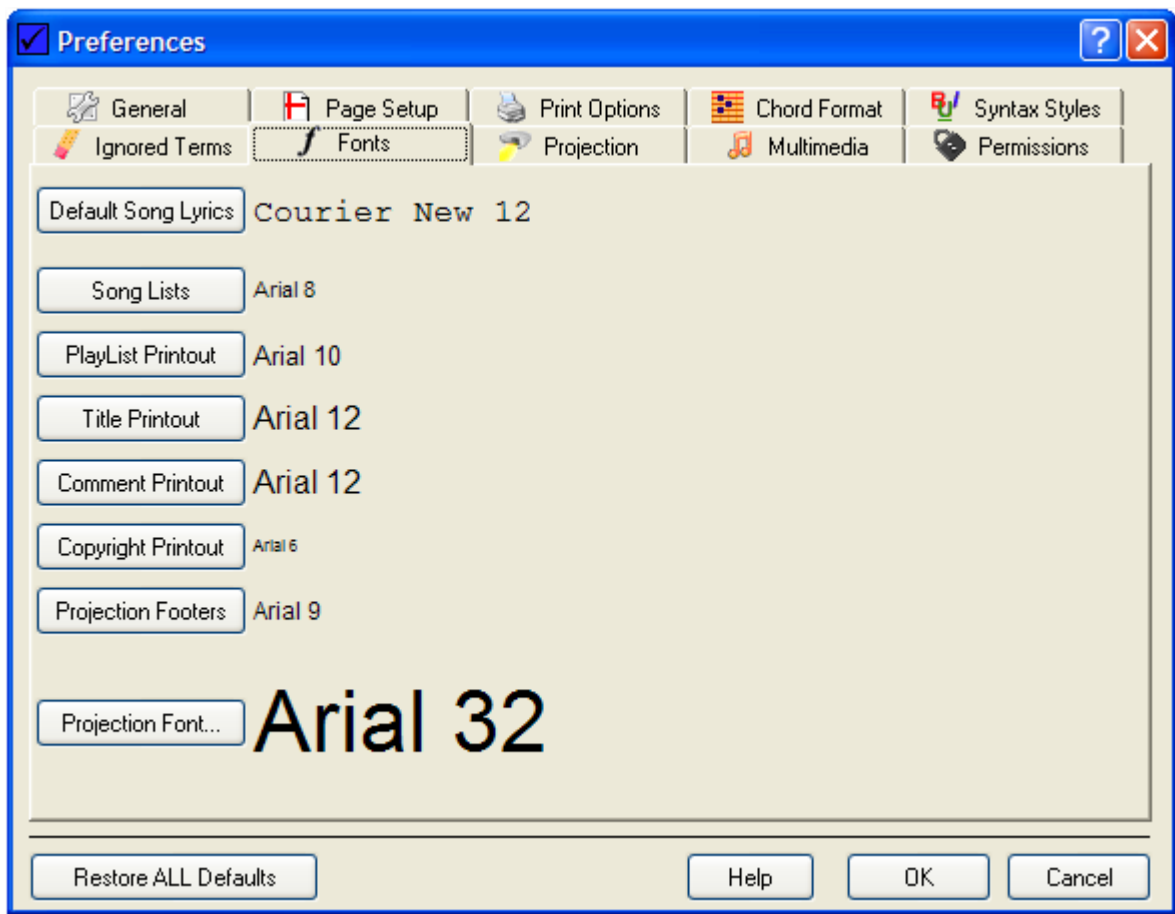 Preferences
General Page Setup Print Options Chord Format Syntax Styles
Ignored Terms Fonts Projection Multimedia Permissions
Default Song Lyrics Courier New 12
Song Lists Arial 8
PlayList Printout Arial 10
Title Printout Arial 12
Comment Printout Arial 12
Copyright Printout Arial 6
Projection Footers Arial 9
Projection Font... Arial 32
Restore ALL Defaults Help OK Cancel